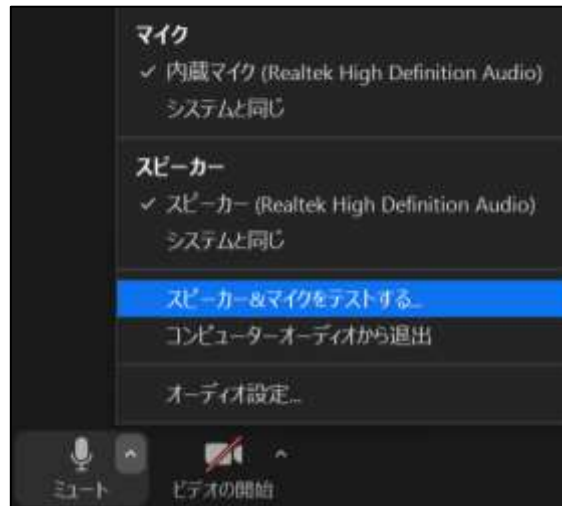 マイク
✓ 内蔵マイク (Realtek High Definition Audio)
システムと同じ
スピーカー
✓ スピーカー (Realtek High Definition Audio)
システムと同じ
スピーカー&マイクをテストする...
コンピューターオーディオから退出
オーディオ設定...
ミュート
ビデオの開始